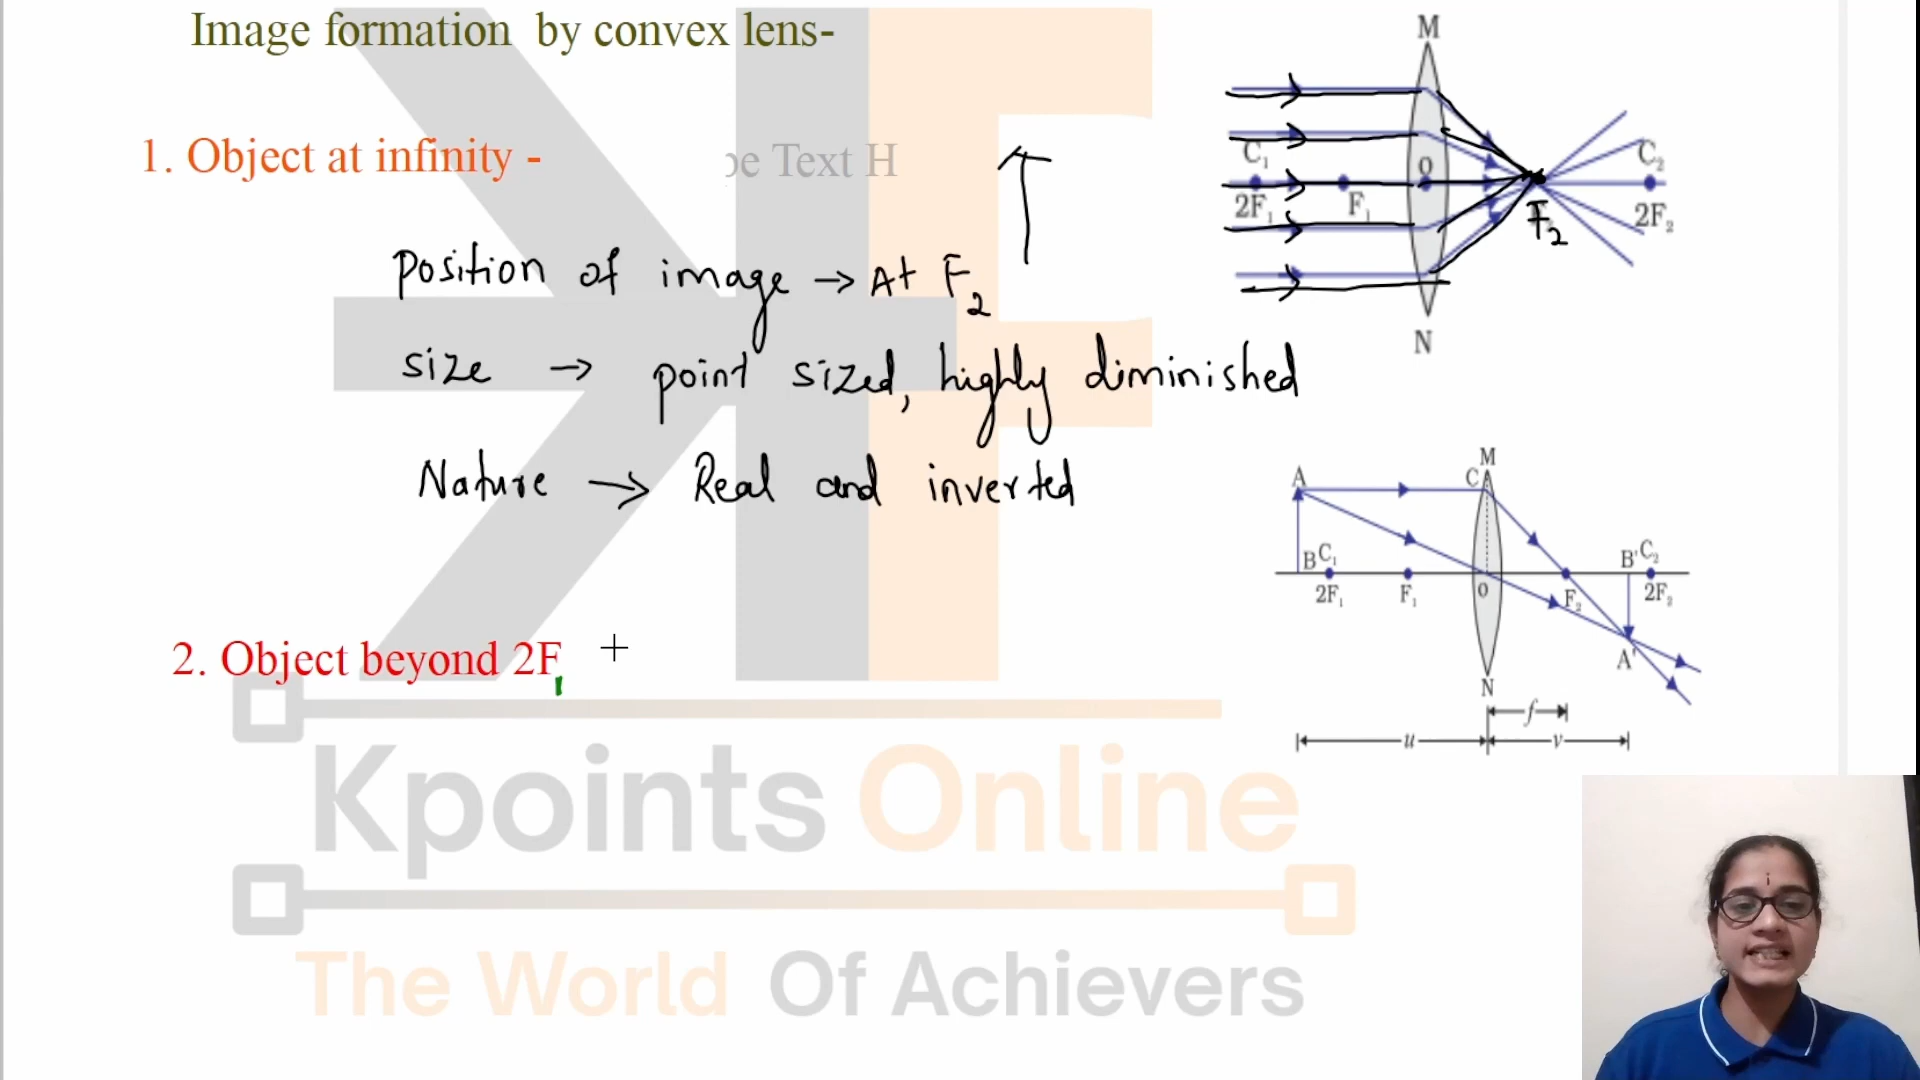 Image formation by convex lens-
1. Object at infinity -
pe Text H
Position of image → At F₂
size → point sized, highly diminished
Nature → Real and inverted
2. Object beyond 2F₁
M
C₁
O
C₂
2F₁
F₁
F₂
2F₂
N
M
A
C
B
C₁
B'
C₂
2F₁
F₁
O
F₂
2F₂
A'
N
f
u
v
Kpoints Online
The World Of Achievers